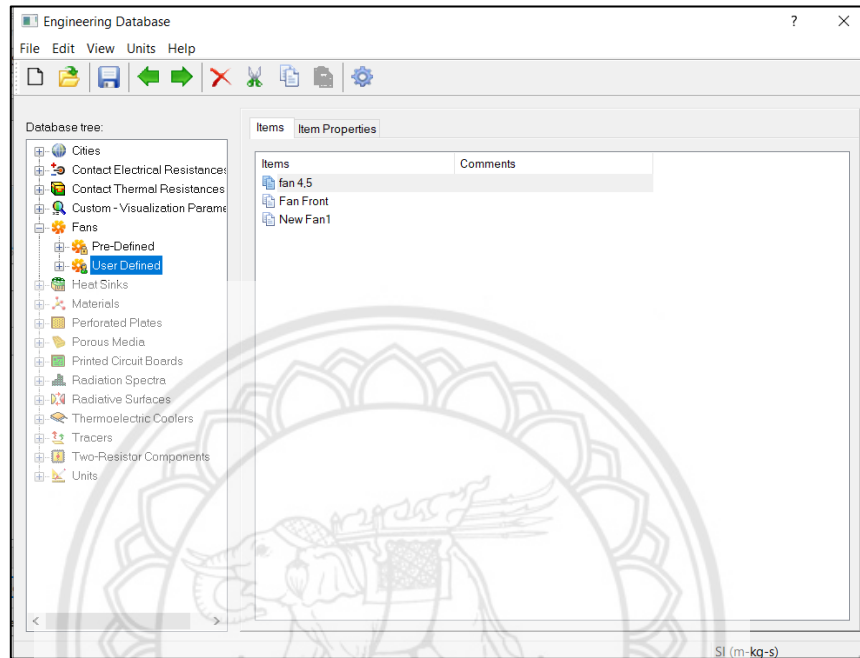 Engineering Database
?
File Edit View Units Help
Database tree:
Cities
Contact Electrical Resistances
Contact Thermal Resistances
Custom - Visualization Parame
Fans
Pre-Defined
User Defined
Heat Sinks
Materials
Perforated Plates
Porous Media
Printed Circuit Boards
Radiation Spectra
Radiative Surfaces
Thermoelectric Coolers
Tracers
Two-Resistor Components
Units
Items Item Properties
Items Comments
fan 4,5
Fan Front
New Fan1
SI (m-kg-s)